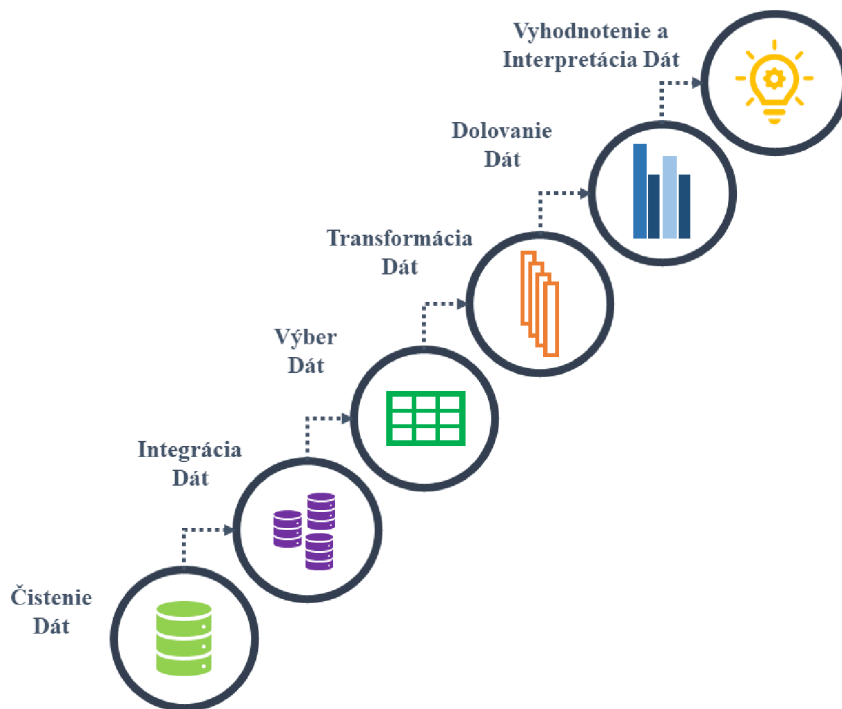 Vyhodnotenie a
Interpretácia Dát
Dolovanie
Dát
Transformácia
Dát
Výber
Dát
Integrácia
Dát
Čistenie
Dát